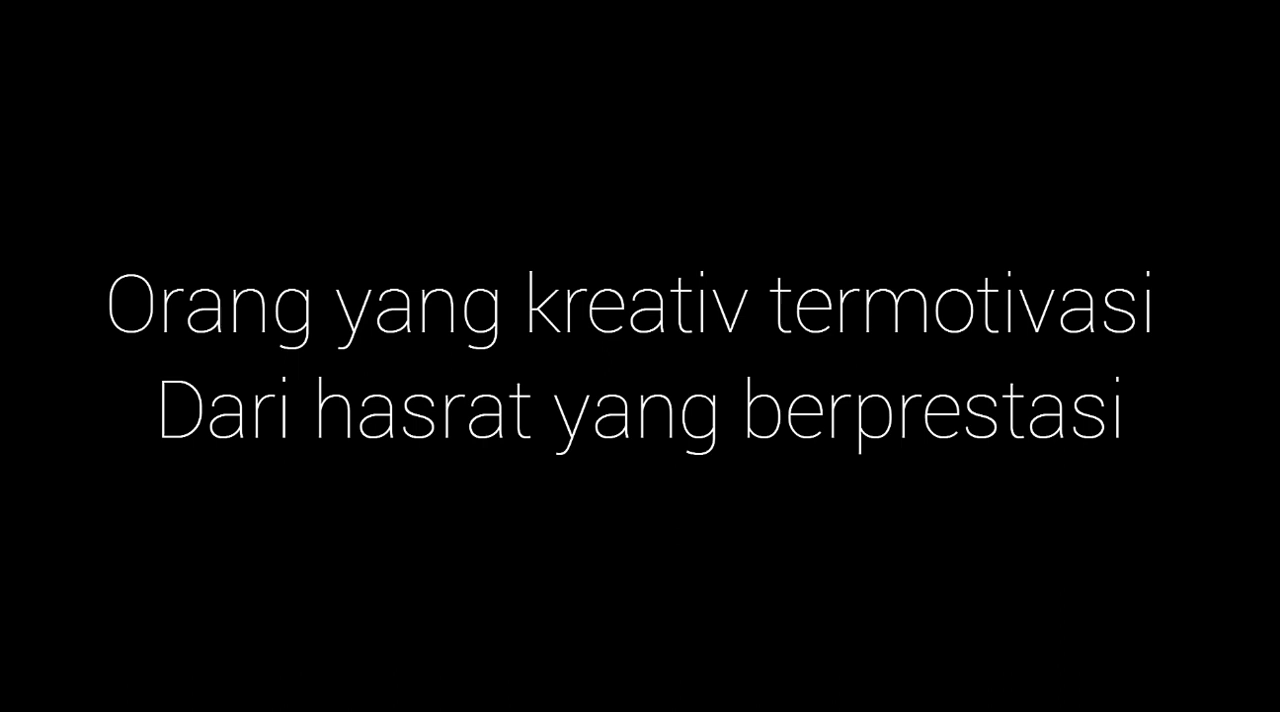 Orang yang kreativ termotivasi
Dari hasrat yang berprestasi